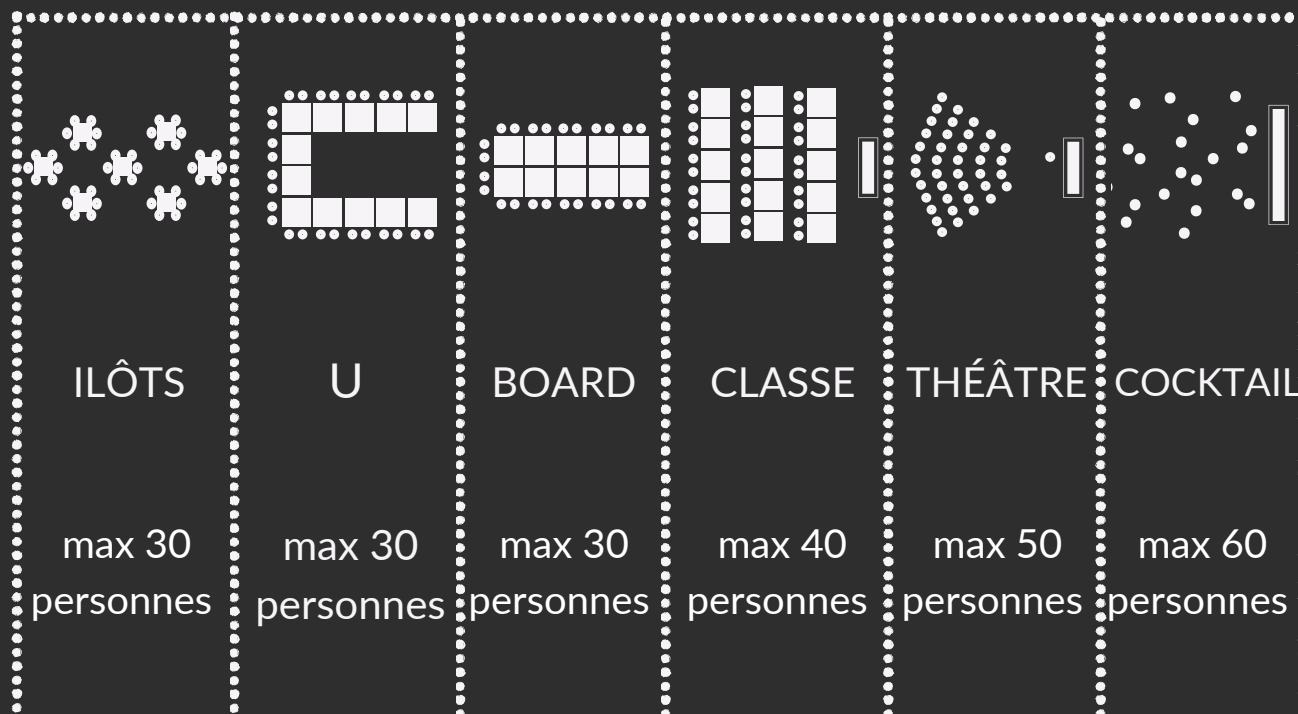 ILÔTS
max 30
personnes
U
max 30
personnes
BOARD
max 30
personnes
CLASSE
max 40
personnes
THÉÂTRE
max 50
personnes
COCKTAIL
max 60
personnes